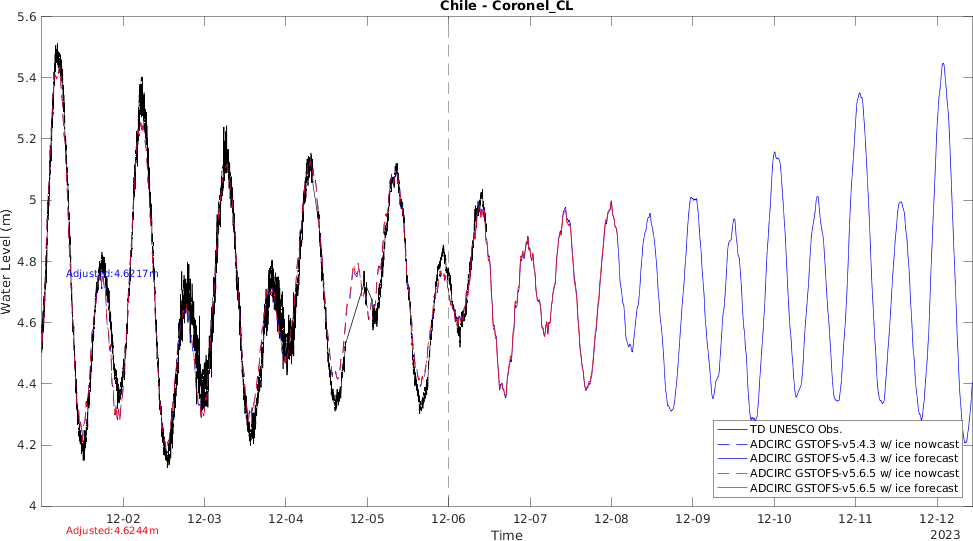 Chile - Coronel_CL
5.6
5.4
5.2
5
4.8
4.6
4.4
4.2
4
Water Level (m)
Adjusted:4.6217m
Adjusted:4.6244m
TD UNESCO Obs.
ADCIRC GSTOFS-v5.4.3 w/ ice nowcast
ADCIRC GSTOFS-v5.4.3 w/ ice forecast
ADCIRC GSTOFS-v5.6.5 w/ ice nowcast
ADCIRC GSTOFS-v5.6.5 w/ ice forecast
12-02 12-03 12-04 12-05 12-06 12-07 12-08 12-09 12-10 12-11 12-12
Time
2023